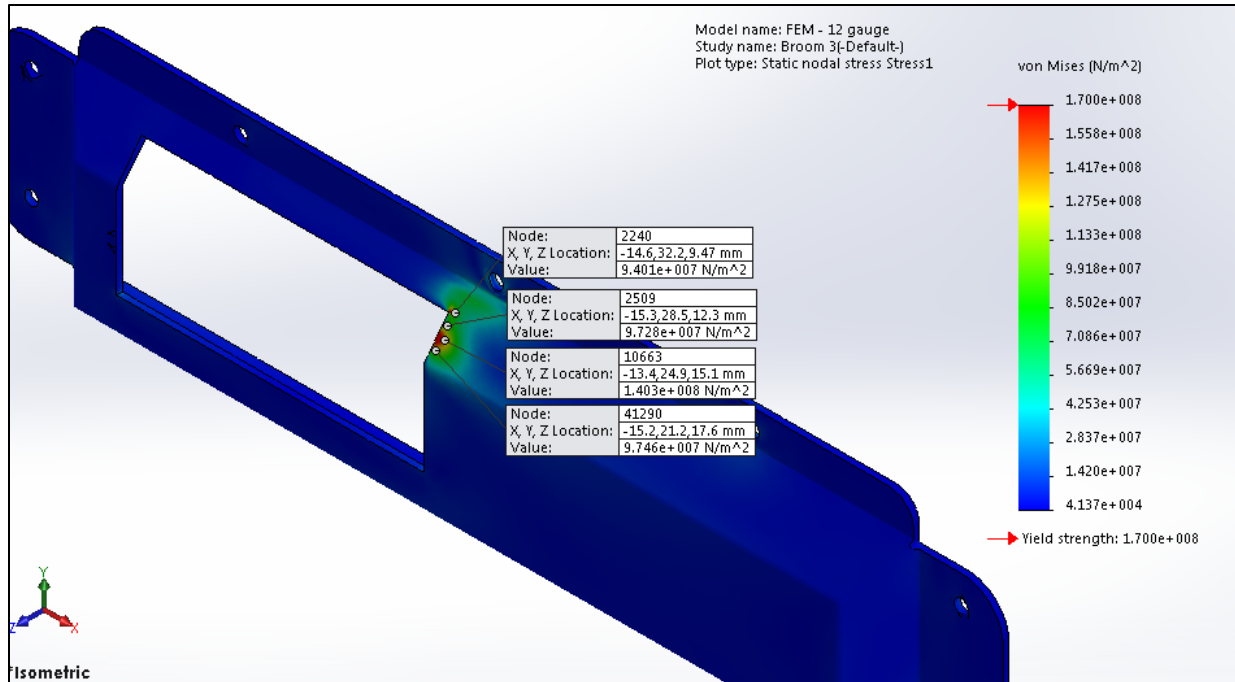 Model name: FEM - 12 gauge
Study name: Broom 3(-Default-)
Plot type: Static nodal stress Stress1
von Mises (N/m^2)
1.700e+008
1.558e+008
1.417e+008
1.275e+008
1.133e+008
9.918e+007
8.502e+007
7.086e+007
5.669e+007
4.253e+007
2.837e+007
1.420e+007
4.137e+004
Yield strength: 1.700e+008
Node: 2240
X, Y, Z Location: -14.6,32.2,9.47 mm
Value: 9.401e+007 N/m^2
Node: 2509
X, Y, Z Location: -15.3,28.5,12.3 mm
Value: 9.728e+007 N/m^2
Node: 10663
X, Y, Z Location: -13.4,24.9,15.1 mm
Value: 1.403e+008 N/m^2
Node: 41290
X, Y, Z Location: -15.2,21.2,17.6 mm
Value: 9.746e+007 N/m^2
Y
Z
X
*Isometric